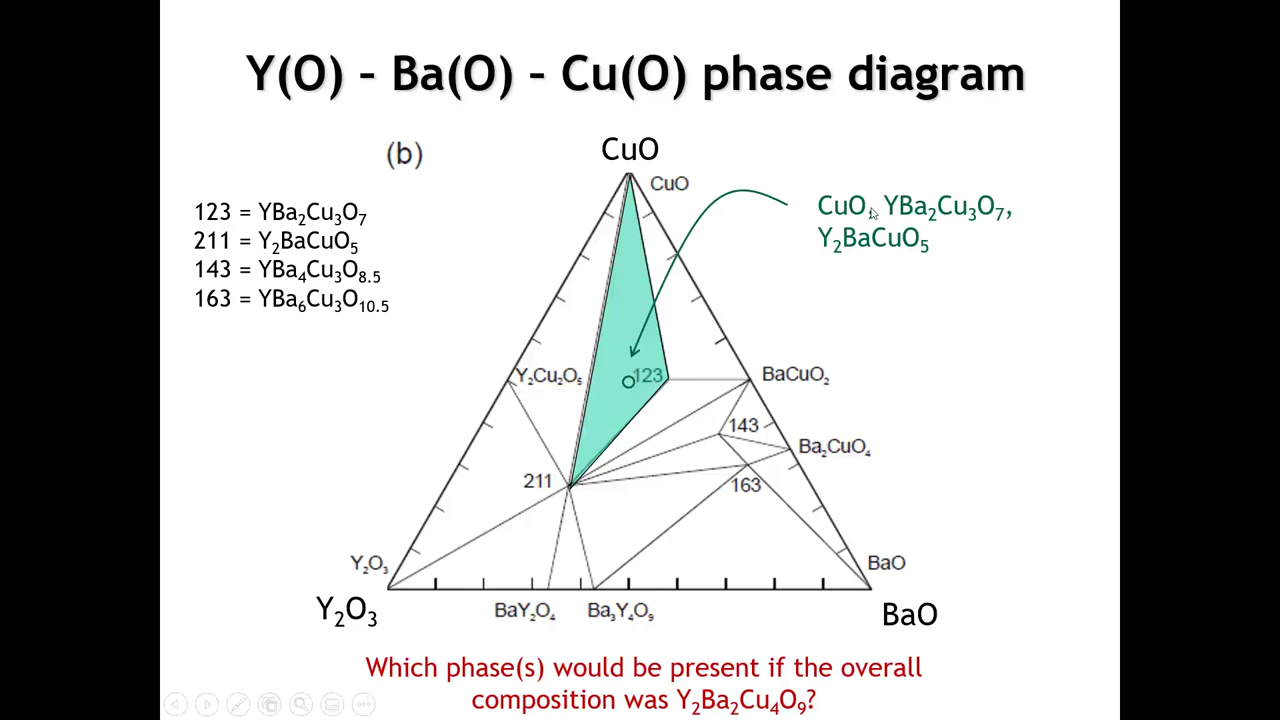 Y(O) – Ba(O) – Cu(O) phase diagram
(b)
CuO
CuO
123 = YBa₂Cu₃O₇
211 = Y₂BaCuO₅
143 = YBa₄Cu₃O₈.₅
163 = YBa₆Cu₃O₁₀.₅
CuO, YBa₂Cu₃O₇,
Y₂BaCuO₅
Y₂Cu₂O₅
123
BaCuO₂
143
Ba₂CuO₄
211
163
Y₂O₃
BaO
Y₂O₃
BaY₂O₄
Ba₃Y₄O₉
BaO
Which phase(s) would be present if the overall
composition was Y₂Ba₂Cu₄O₉?